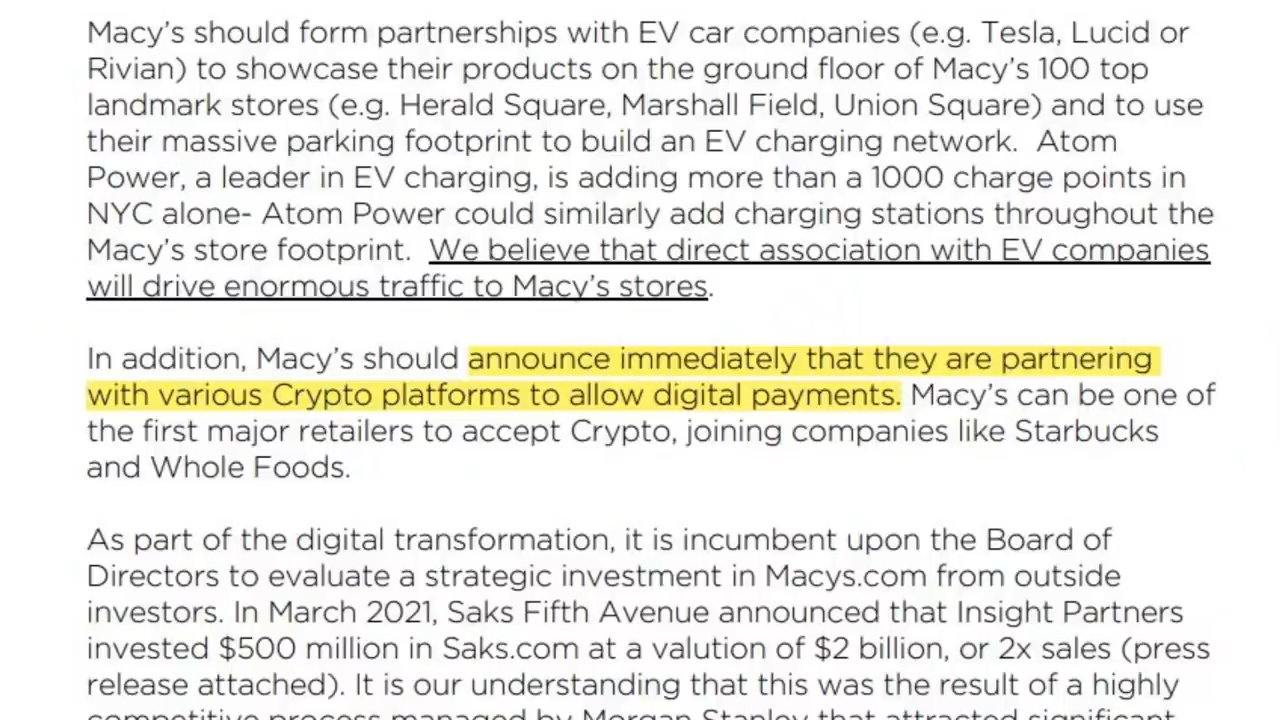 Macy’s should form partnerships with EV car companies (e.g. Tesla, Lucid or
Rivian) to showcase their products on the ground floor of Macy’s 100 top
landmark stores (e.g. Herald Square, Marshall Field, Union Square) and to use
their massive parking footprint to build an EV charging network.  Atom
Power, a leader in EV charging, is adding more than a 1000 charge points in
NYC alone- Atom Power could similarly add charging stations throughout the
Macy’s store footprint.  We believe that direct association with EV companies
will drive enormous traffic to Macy’s stores.
In addition, Macy’s should announce immediately that they are partnering
with various Crypto platforms to allow digital payments. Macy’s can be one of
the first major retailers to accept Crypto, joining companies like Starbucks
and Whole Foods.
As part of the digital transformation, it is incumbent upon the Board of
Directors to evaluate a strategic investment in Macys.com from outside
investors. In March 2021, Saks Fifth Avenue announced that Insight Partners
invested $500 million in Saks.com at a valution of $2 billion, or 2x sales (press
release attached). It is our understanding that this was the result of a highly
competitive process managed by Morgan Stanley that attracted significant